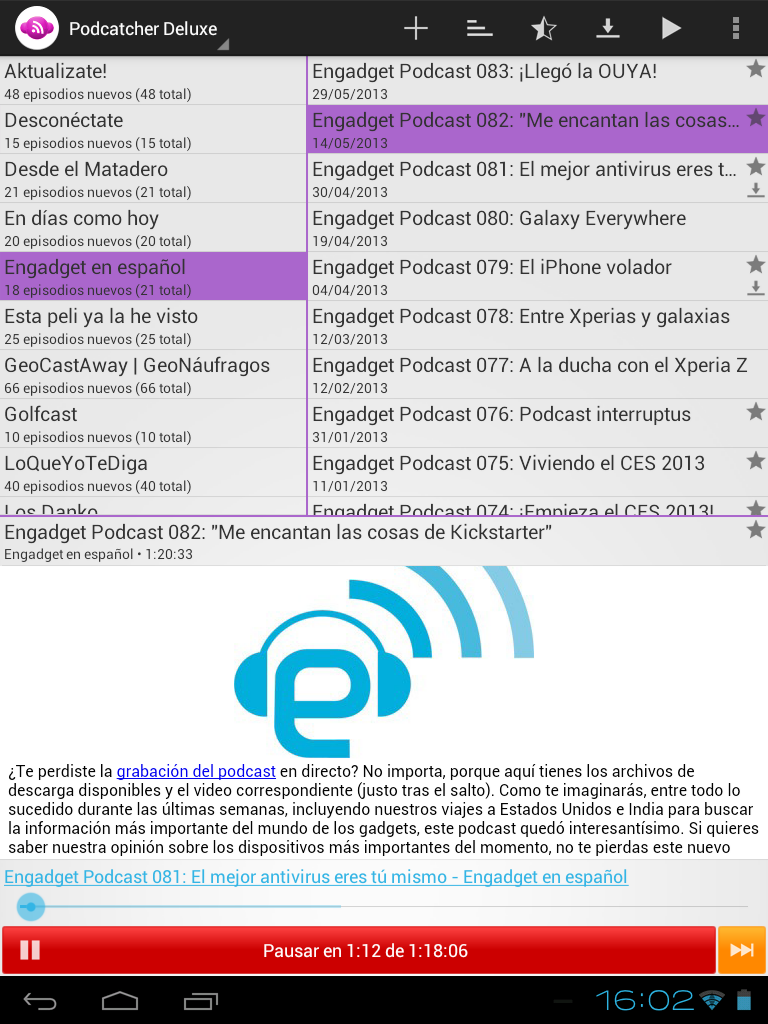 Podcatcher Deluxe
Aktualizate!
48 episodios nuevos (48 total)
Desconéctate
15 episodios nuevos (15 total)
Desde el Matadero
21 episodios nuevos (21 total)
En días como hoy
20 episodios nuevos (20 total)
Engadget en español
18 episodios nuevos (21 total)
Esta peli ya la he visto
25 episodios nuevos (25 total)
GeoCastAway | GeoNáufragos
66 episodios nuevos (66 total)
Golfcast
10 episodios nuevos (10 total)
LoQueYoTeDiga
40 episodios nuevos (40 total)
Los Danko
Engadget Podcast 083: ¡Llegó la OUYA!
29/05/2013
Engadget Podcast 082: "Me encantan las cosas...
14/05/2013
Engadget Podcast 081: El mejor antivirus eres t...
30/04/2013
Engadget Podcast 080: Galaxy Everywhere
19/04/2013
Engadget Podcast 079: El iPhone volador
04/04/2013
Engadget Podcast 078: Entre Xperias y galaxias
12/03/2013
Engadget Podcast 077: A la ducha con el Xperia Z
12/02/2013
Engadget Podcast 076: Podcast interruptus
31/01/2013
Engadget Podcast 075: Viviendo el CES 2013
11/01/2013
Engadget Podcast 074: ¡Empieza el CES 2013!
Engadget Podcast 082: "Me encantan las cosas de Kickstarter"
Engadget en español • 1:20:33
e
¿Te perdiste la grabación del podcast en directo? No importa, porque aquí tienes los archivos de
descarga disponibles y el video correspondiente (justo tras el salto). Como te imaginarás, entre todo lo
sucedido durante las últimas semanas, incluyendo nuestros viajes a Estados Unidos e India para buscar
la información más importante del mundo de los gadgets, este podcast quedó interesantísimo. Si quieres
saber nuestra opinión sobre los dispositivos más importantes del momento, no te pierdas este nuevo
Engadget Podcast 081: El mejor antivirus eres tú mismo - Engadget en español
Pausar en 1:12 de 1:18:06
16:02